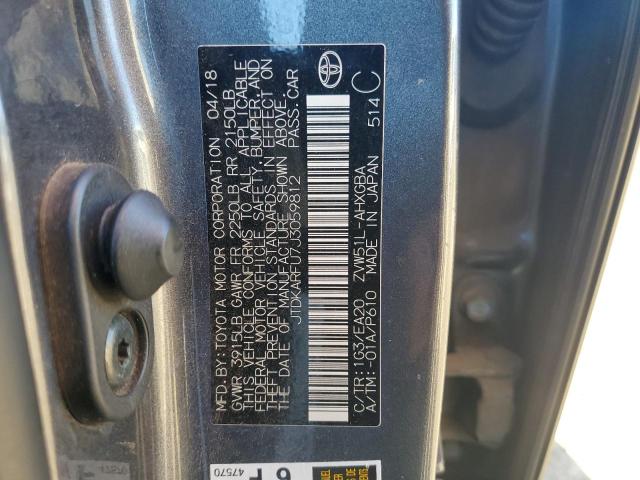 MFD. BY: TOYOTA MOTOR CORPORATION 04/18
GVWR 3915LB GAWR FR 2250LB RR 2150LB
THIS VEHICLE CONFORMS TO ALL APPLICABLE
FEDERAL MOTOR VEHICLE SAFETY, BUMPER, AND
THEFT PREVENTION STANDARDS IN EFFECT ON
THE DATE OF MANUFACTURE SHOWN ABOVE.
JTDKARFU7J3059812 PASS. CAR
C/TR: 1G3/EA20 ZVW51L-AHXGBA
A/TM: -01A/P610 MADE IN JAPAN 514 C
47570